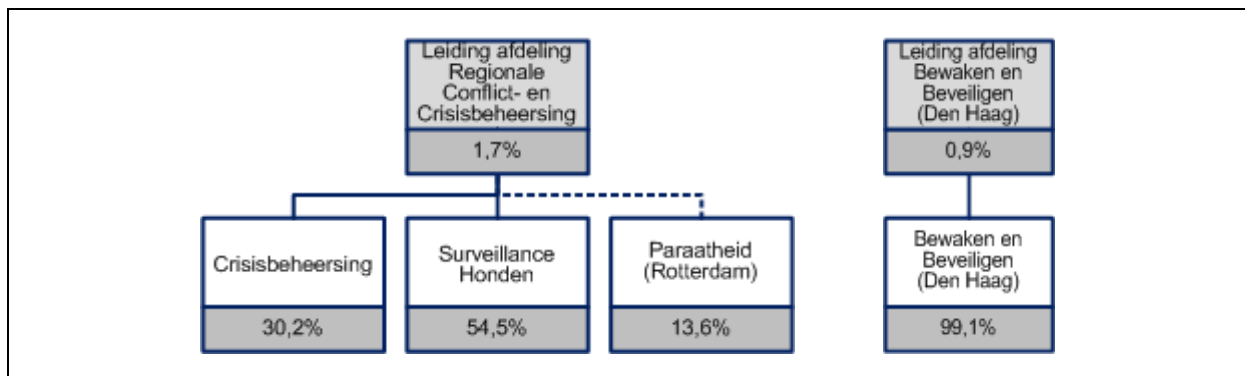 Leiding afdeling
Regionale
Conflict- en
Crisisbeheersing
1,7%
Leiding afdeling
Bewaken en
Beveiligen
(Den Haag)
0,9%
Crisisbeheersing
30,2%
Surveillance
Honden
54,5%
Paraatheid
(Rotterdam)
13,6%
Bewaken en
Beveiligen
(Den Haag)
99,1%